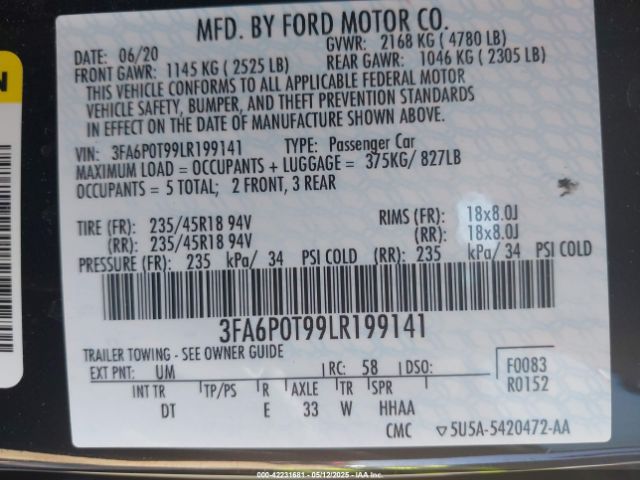 MFD. BY FORD MOTOR CO.
DATE: 06/20
GVWR: 2168 KG ( 4780 LB)
FRONT GAWR: 1145 KG ( 2525 LB)
REAR GAWR: 1046 KG ( 2305 LB)
THIS VEHICLE CONFORMS TO ALL APPLICABLE FEDERAL MOTOR
VEHICLE SAFETY, BUMPER, AND THEFT PREVENTION STANDARDS
IN EFFECT ON THE DATE OF MANUFACTURE SHOWN ABOVE.
VIN: 3FA6P0T99LR199141 TYPE: Passenger Car
MAXIMUM LOAD = OCCUPANTS + LUGGAGE = 375KG/ 827LB
OCCUPANTS = 5 TOTAL; 2 FRONT, 3 REAR
TIRE (FR): 235/45R18 94V RIMS (FR): 18x8.0J
(RR): 235/45R18 94V (RR): 18x8.0J
PRESSURE (FR): 235 kPa/ 34 PSI COLD (RR): 235 kPa/ 34 PSI COLD
3FA6P0T99LR199141
TRAILER TOWING - SEE OWNER GUIDE
EXT PNT: UM RC: 58 DSO: F0083
R0152
INT TR TP/PS R AXLE TR SPR
DT E 33 W HHAA
CMC ▽5U5A-5420472-AA
N
© IAA 000-42231681 - 05/12/2025 - IAAI.COM